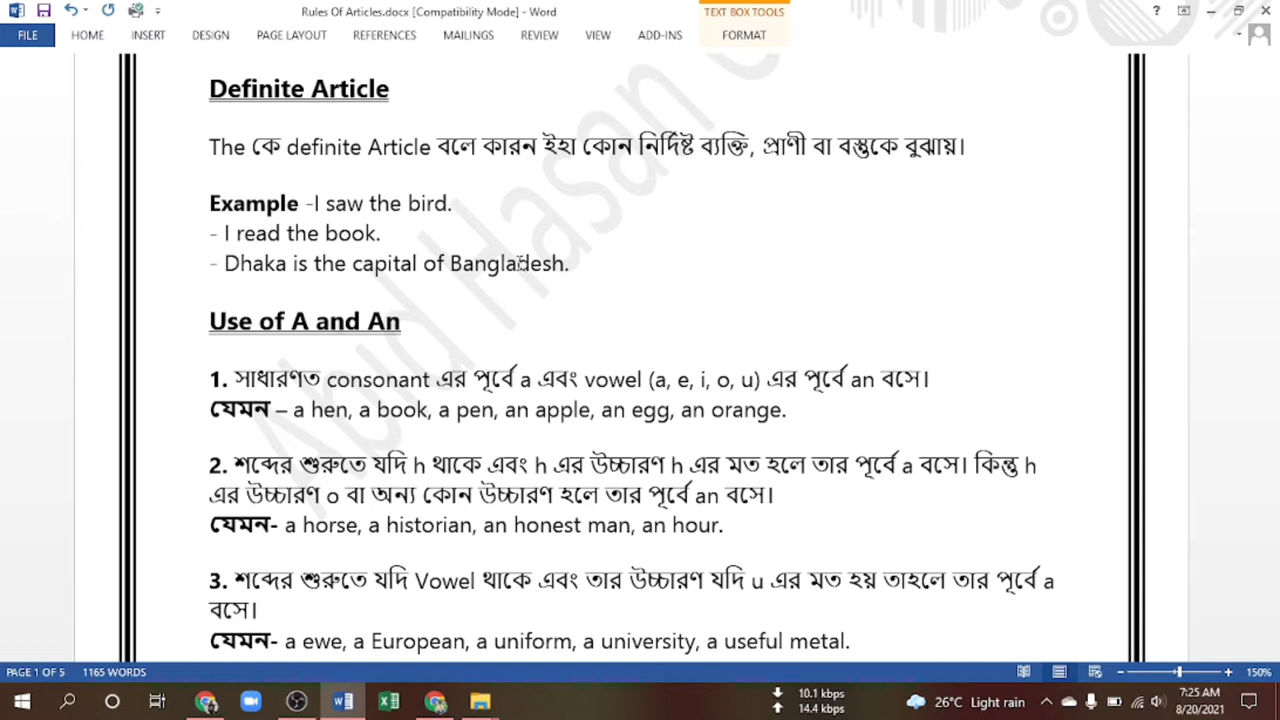 Rules Of Articles.docx [Compatibility Mode] - Word
TEXT BOX TOOLS
FILE HOME INSERT DESIGN PAGE LAYOUT REFERENCES MAILINGS REVIEW VIEW ADD-INS FORMAT
Definite Article
The কে definite Article বলে কারন ইহা কোন নির্দিষ্ট ব্যক্তি, প্রাণী বা বস্তুকে বুঝায়।
Example -I saw the bird.
- I read the book.
- Dhaka is the capital of Bangladesh.
Use of A and An
1. সাধারণত consonant এর পূর্বে a এবং vowel (a, e, i, o, u) এর পূর্বে an বসে।
যেমন – a hen, a book, a pen, an apple, an egg, an orange.
2. শব্দের শুরুতে যদি h থাকে এবং h এর উচ্চারণ h এর মত হলে তার পূর্বে a বসে। কিন্তু h
এর উচ্চারণ o বা অন্য কোন উচ্চারণ হলে তার পূর্বে an বসে।
যেমন- a horse, a historian, an honest man, an hour.
3. শব্দের শুরুতে যদি Vowel থাকে এবং তার উচ্চারণ যদি u এর মত হয় তাহলে তার পূর্বে a
বসে।
যেমন- a ewe, a European, a uniform, a university, a useful metal.
Abud Hasan
PAGE 1 OF 5 1165 WORDS 150%
10.1 kbps
14.4 kbps
26°C Light rain
7:25 AM
8/20/2021